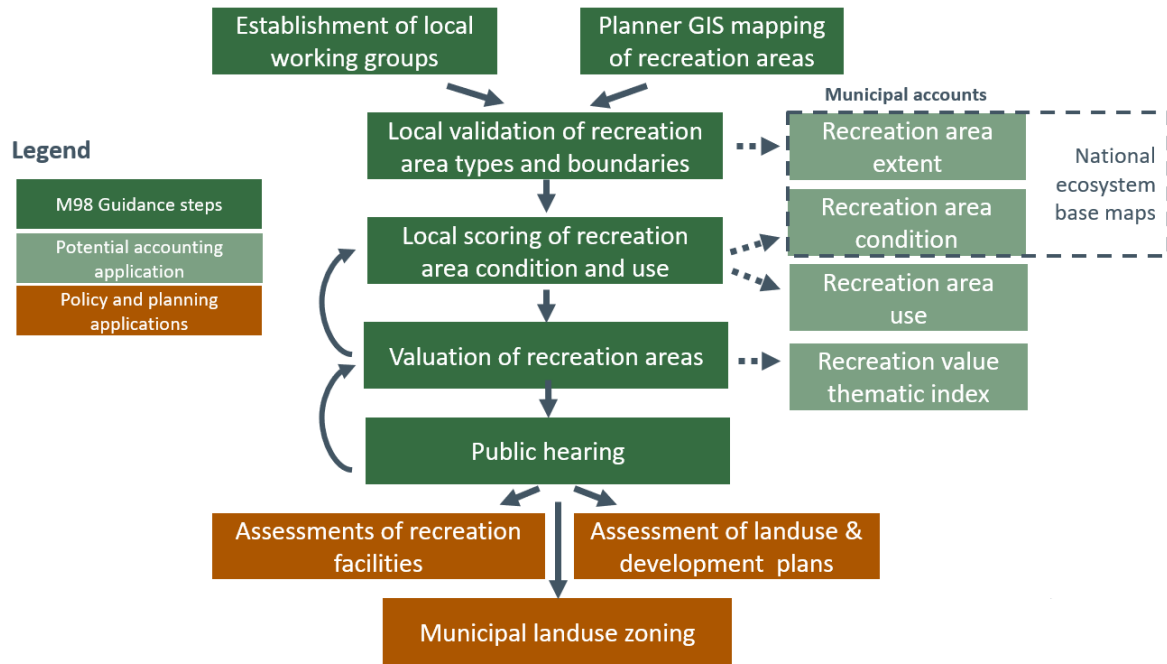 Establishment of local
working groups
Planner GIS mapping
of recreation areas
Municipal accounts
Local validation of recreation
area types and boundaries
Recreation area
extent
National
ecosystem
base maps
Legend
M98 Guidance steps
Potential accounting
application
Policy and planning
applications
Local scoring of recreation
area condition and use
Recreation area
condition
Recreation area
use
Valuation of recreation areas
Recreation value
thematic index
Public hearing
Assessments of recreation
facilities
Assessment of landuse &
development plans
Municipal landuse zoning